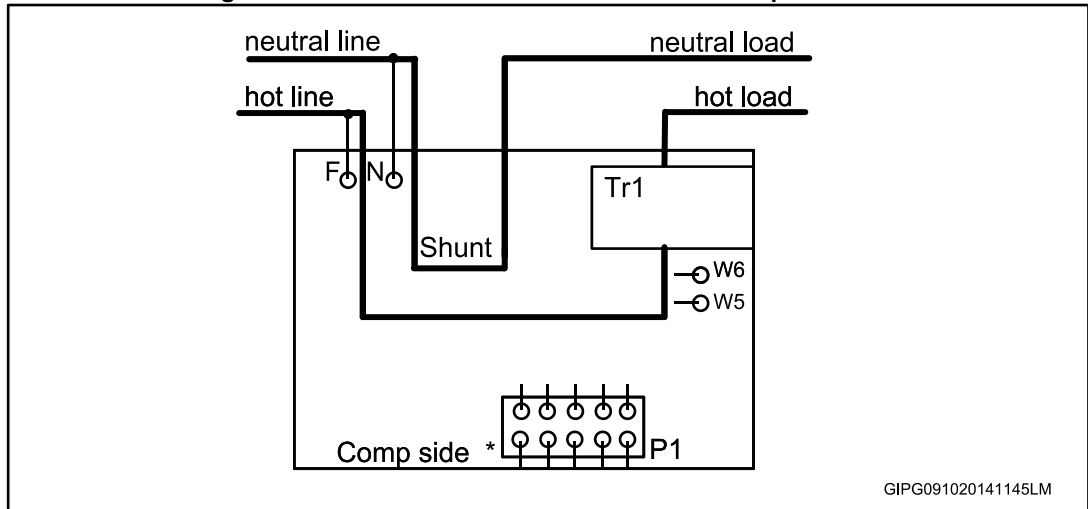 neutral line
neutral load
hot line
hot load
F N
Tr1
Shunt
W6
W5
Comp side * P1
GIPG091020141145LM